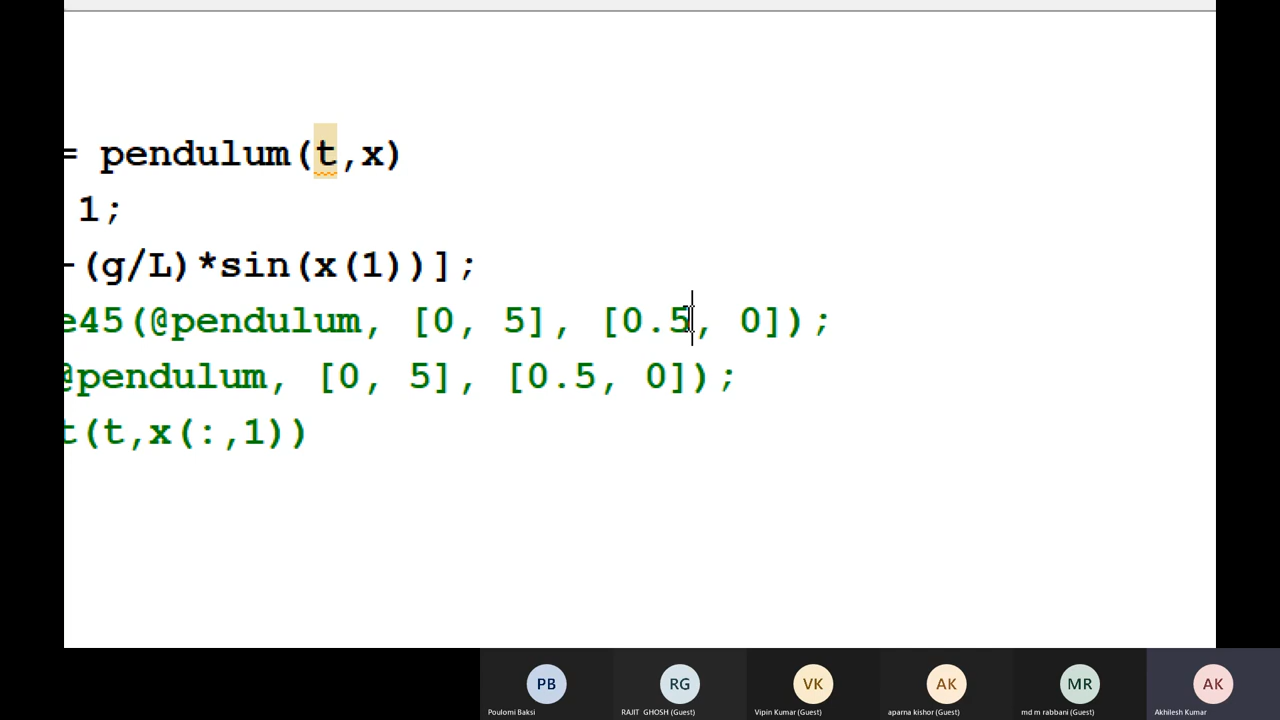 = pendulum(t,x)
1;
-(g/L)*sin(x(1))];
e45(@pendulum, [0, 5], [0.5, 0]);
@pendulum, [0, 5], [0.5, 0]);
t(t,x(:,1))
PB RG VK AK MR AK
Poulomi Baksi RAJIT GHOSH (Guest) Vipin Kumar (Guest) aparna kishor (Guest) md m rabbani (Guest) Akhilesh Kumar